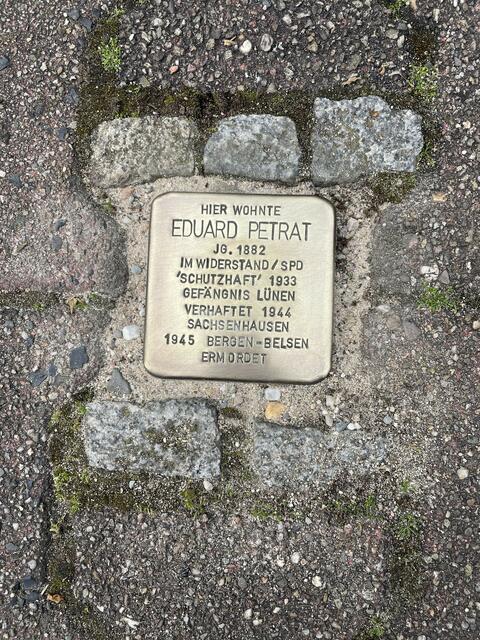 HIER WOHNTE
EDUARD PETRAT
JG. 1882
IM WIDERSTAND / SPD
'SCHUTZHAFT' 1933
GEFÄNGNIS LÜNEN
VERHAFTET 1944
SACHSENHAUSEN
1945 BERGEN-BELSEN
ERMORDET